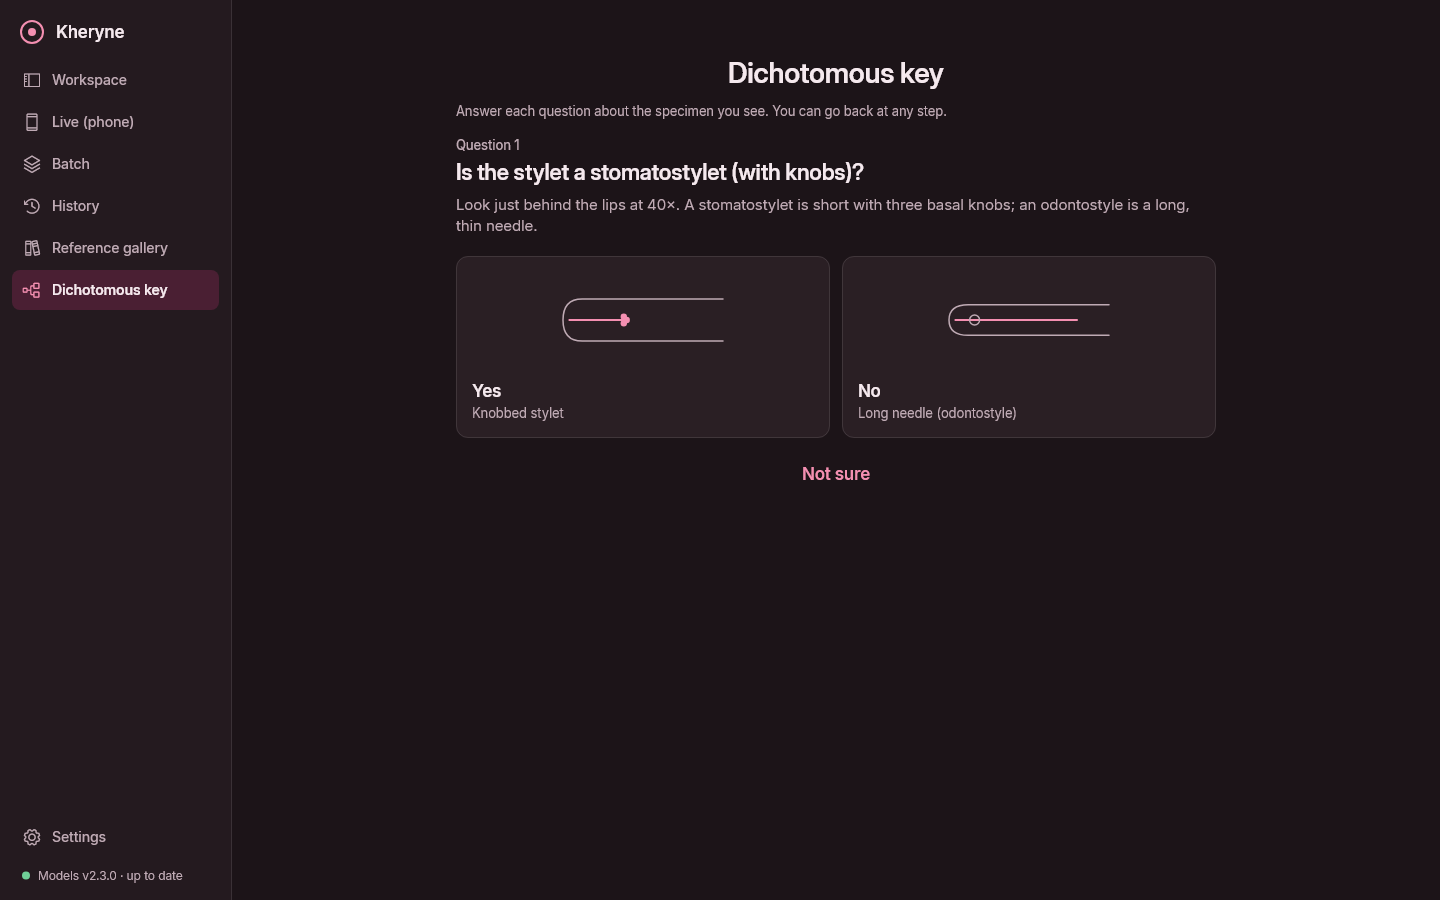 Kheryne
Workspace
Live (phone)
Batch
History
Reference gallery
Dichotomous key
Settings
Models v2.3.0 · up to date
Dichotomous key
Answer each question about the specimen you see. You can go back at any step.
Question 1
Is the stylet a stomatostylet (with knobs)?
Look just behind the lips at 40×. A stomatostylet is short with three basal knobs; an odontostyle is a long,
thin needle.
Yes
Knobbed stylet
No
Long needle (odontostyle)
Not sure